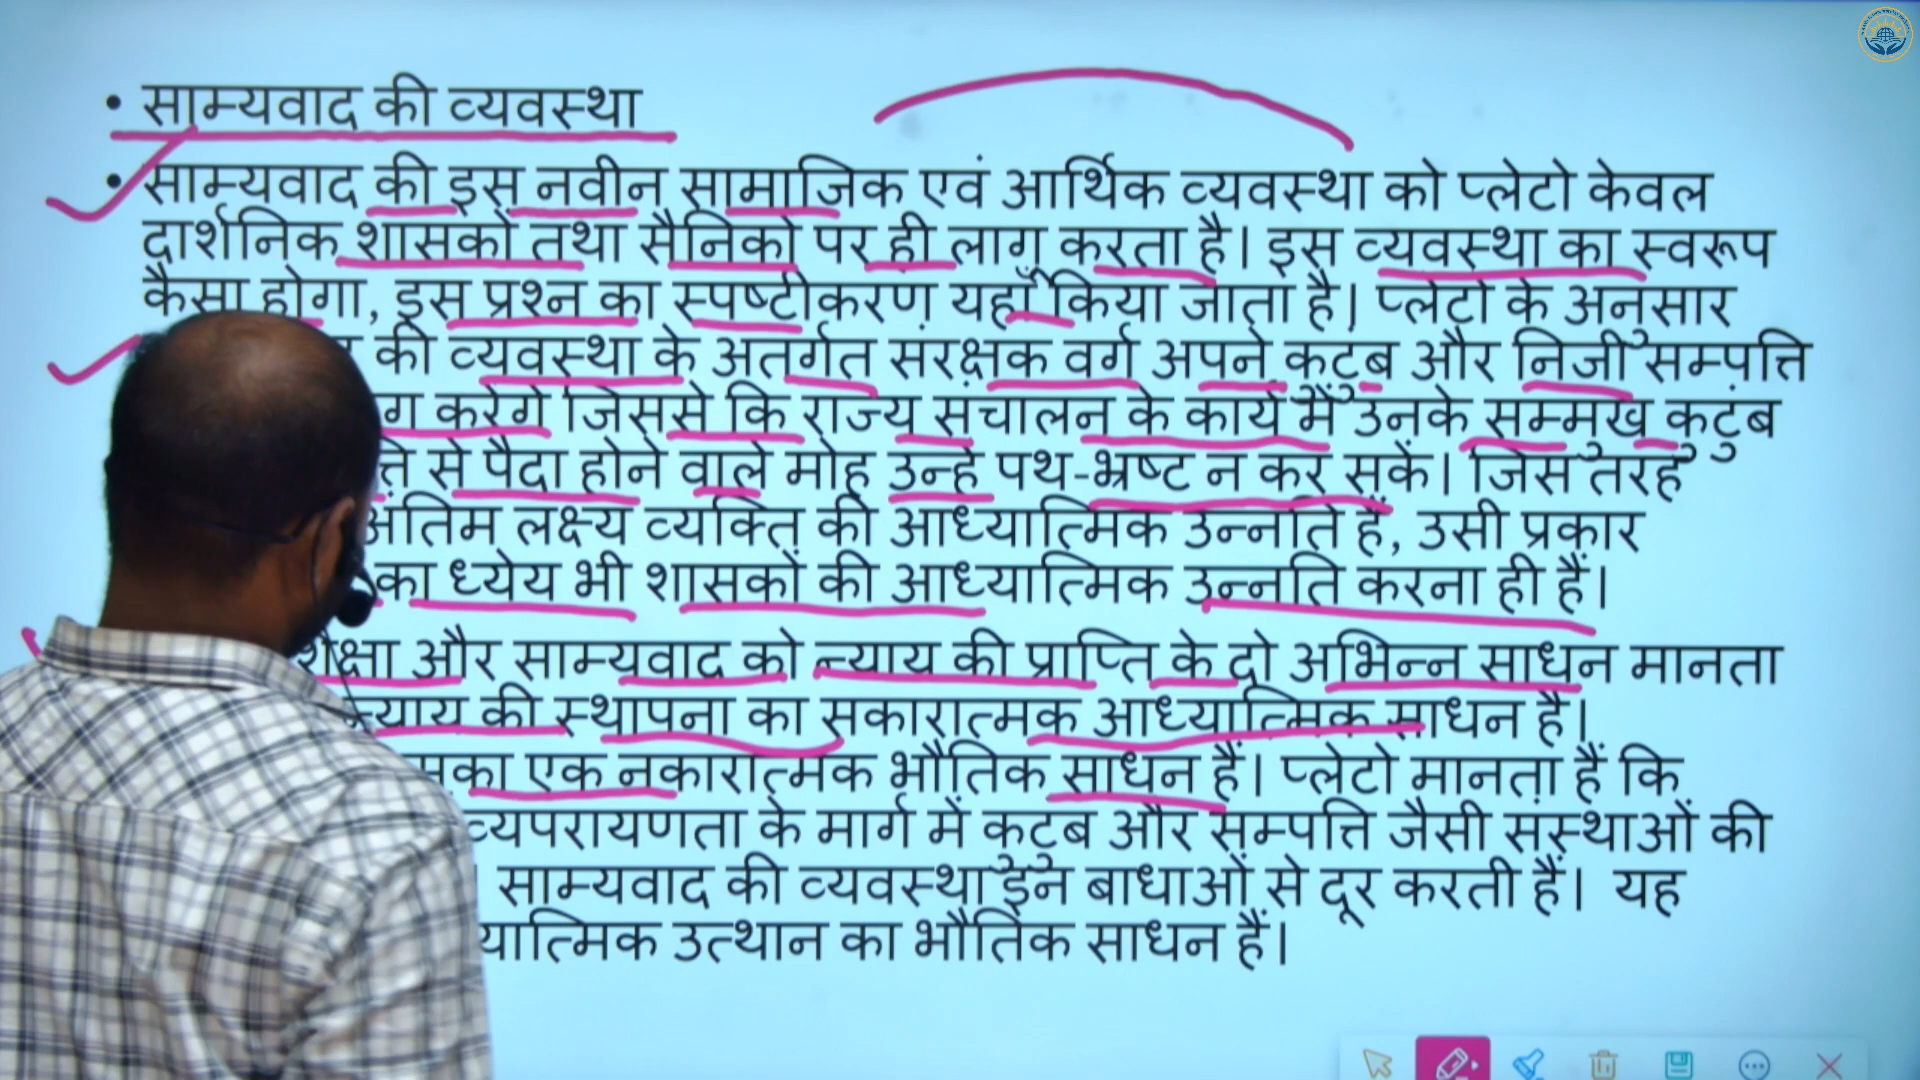 साम्यवाद की व्यवस्था
साम्यवाद की इस नवीन सामाजिक एवं आर्थिक व्यवस्था को प्लेटो केवल
दार्शनिक शासकों तथा सैनिकों पर ही लागू करता है। इस व्यवस्था का स्वरूप
कैसा होगा, इस प्रश्न का स्पष्टीकरण यहाँ किया जाता है। प्लेटो के अनुसार
की व्यवस्था के अंतर्गत संरक्षक वर्ग अपने कुटुंब और निजी सम्पत्ति
करेंगे जिससे कि राज्य संचालन के कार्य में उनके सम्मुख कुटुंब
से पैदा होने वाले मोह उन्हें पथ-भ्रष्ट न कर सकें। जिस तरह
अंतिम लक्ष्य व्यक्ति की आध्यात्मिक उन्नति है, उसी प्रकार
का ध्येय भी शासकों की आध्यात्मिक उन्नति करना ही है।
और साम्यवाद को न्याय की प्राप्ति के दो अभिन्न साधन मानता
न्याय की स्थापना का सकारात्मक आध्यात्मिक साधन है।
एक नकारात्मक भौतिक साधन है। प्लेटो मानता है कि
के मार्ग में कुटुंब और सम्पत्ति जैसी संस्थाओं की
साम्यवाद की व्यवस्था इन बाधाओं से दूर करती है। यह
उत्थान का भौतिक साधन है।